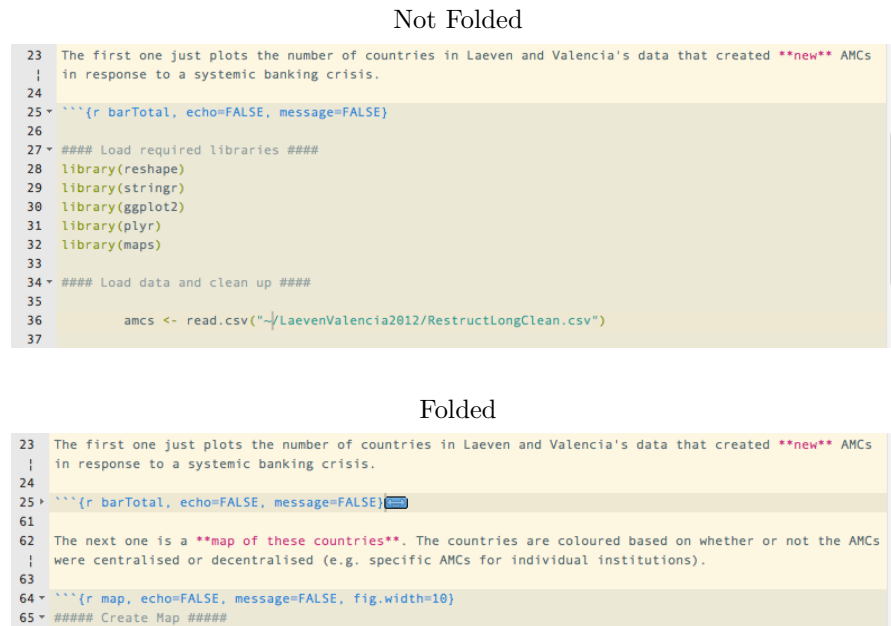 Not Folded
23 The first one just plots the number of countries in Laeven and Valencia's data that created **new** AMCs
in response to a systemic banking crisis.
24
25 ```{r barTotal, echo=FALSE, message=FALSE}
26
27 #### Load required libraries ####
28 library(reshape)
29 library(stringr)
30 library(ggplot2)
31 library(plyr)
32 library(maps)
33
34 #### Load data and clean up ####
35
36 amcs <- read.csv("~/LaevenValencia2012/RestructLongClean.csv")
37
Folded
23 The first one just plots the number of countries in Laeven and Valencia's data that created **new** AMCs
in response to a systemic banking crisis.
24
25 ```{r barTotal, echo=FALSE, message=FALSE}
61
62 The next one is a **map of these countries**. The countries are coloured based on whether or not the AMCs
were centralised or decentralised (e.g. specific AMCs for individual institutions).
63
64 ```{r map, echo=FALSE, message=FALSE, fig.width=10}
65 ##### Create Map #####